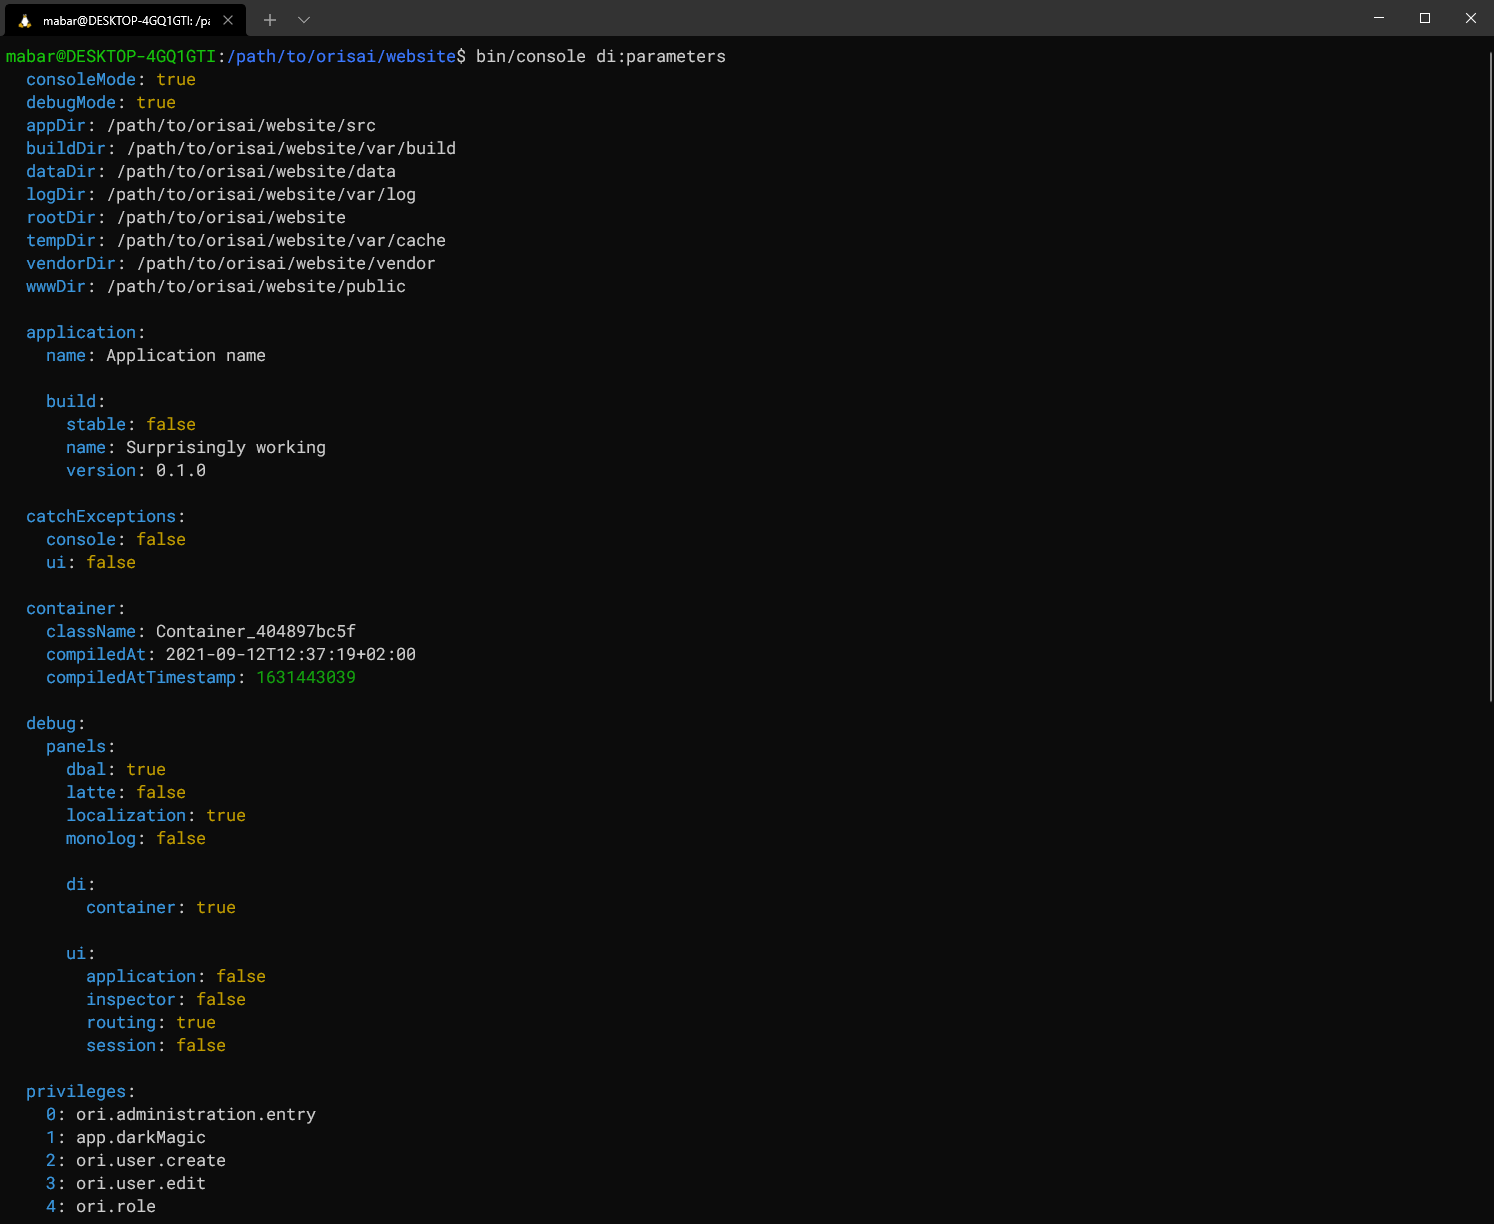 mabar@DESKTOP-4GQ1GTI: /pa
mabar@DESKTOP-4GQ1GTI:/path/to/orisai/website$ bin/console di:parameters
consoleMode: true
debugMode: true
appDir: /path/to/orisai/website/src
buildDir: /path/to/orisai/website/var/build
dataDir: /path/to/orisai/website/data
logDir: /path/to/orisai/website/var/log
rootDir: /path/to/orisai/website
tempDir: /path/to/orisai/website/var/cache
vendorDir: /path/to/orisai/website/vendor
wwwDir: /path/to/orisai/website/public
application:
name: Application name
build:
stable: false
name: Surprisingly working
version: 0.1.0
catchExceptions:
console: false
ui: false
container:
className: Container_404897bc5f
compiledAt: 2021-09-12T12:37:19+02:00
compiledAtTimestamp: 1631443039
debug:
panels:
dbal: true
latte: false
localization: true
monolog: false
di:
container: true
ui:
application: false
inspector: false
routing: true
session: false
privileges:
0: ori.administration.entry
1: app.darkMagic
2: ori.user.create
3: ori.user.edit
4: ori.role